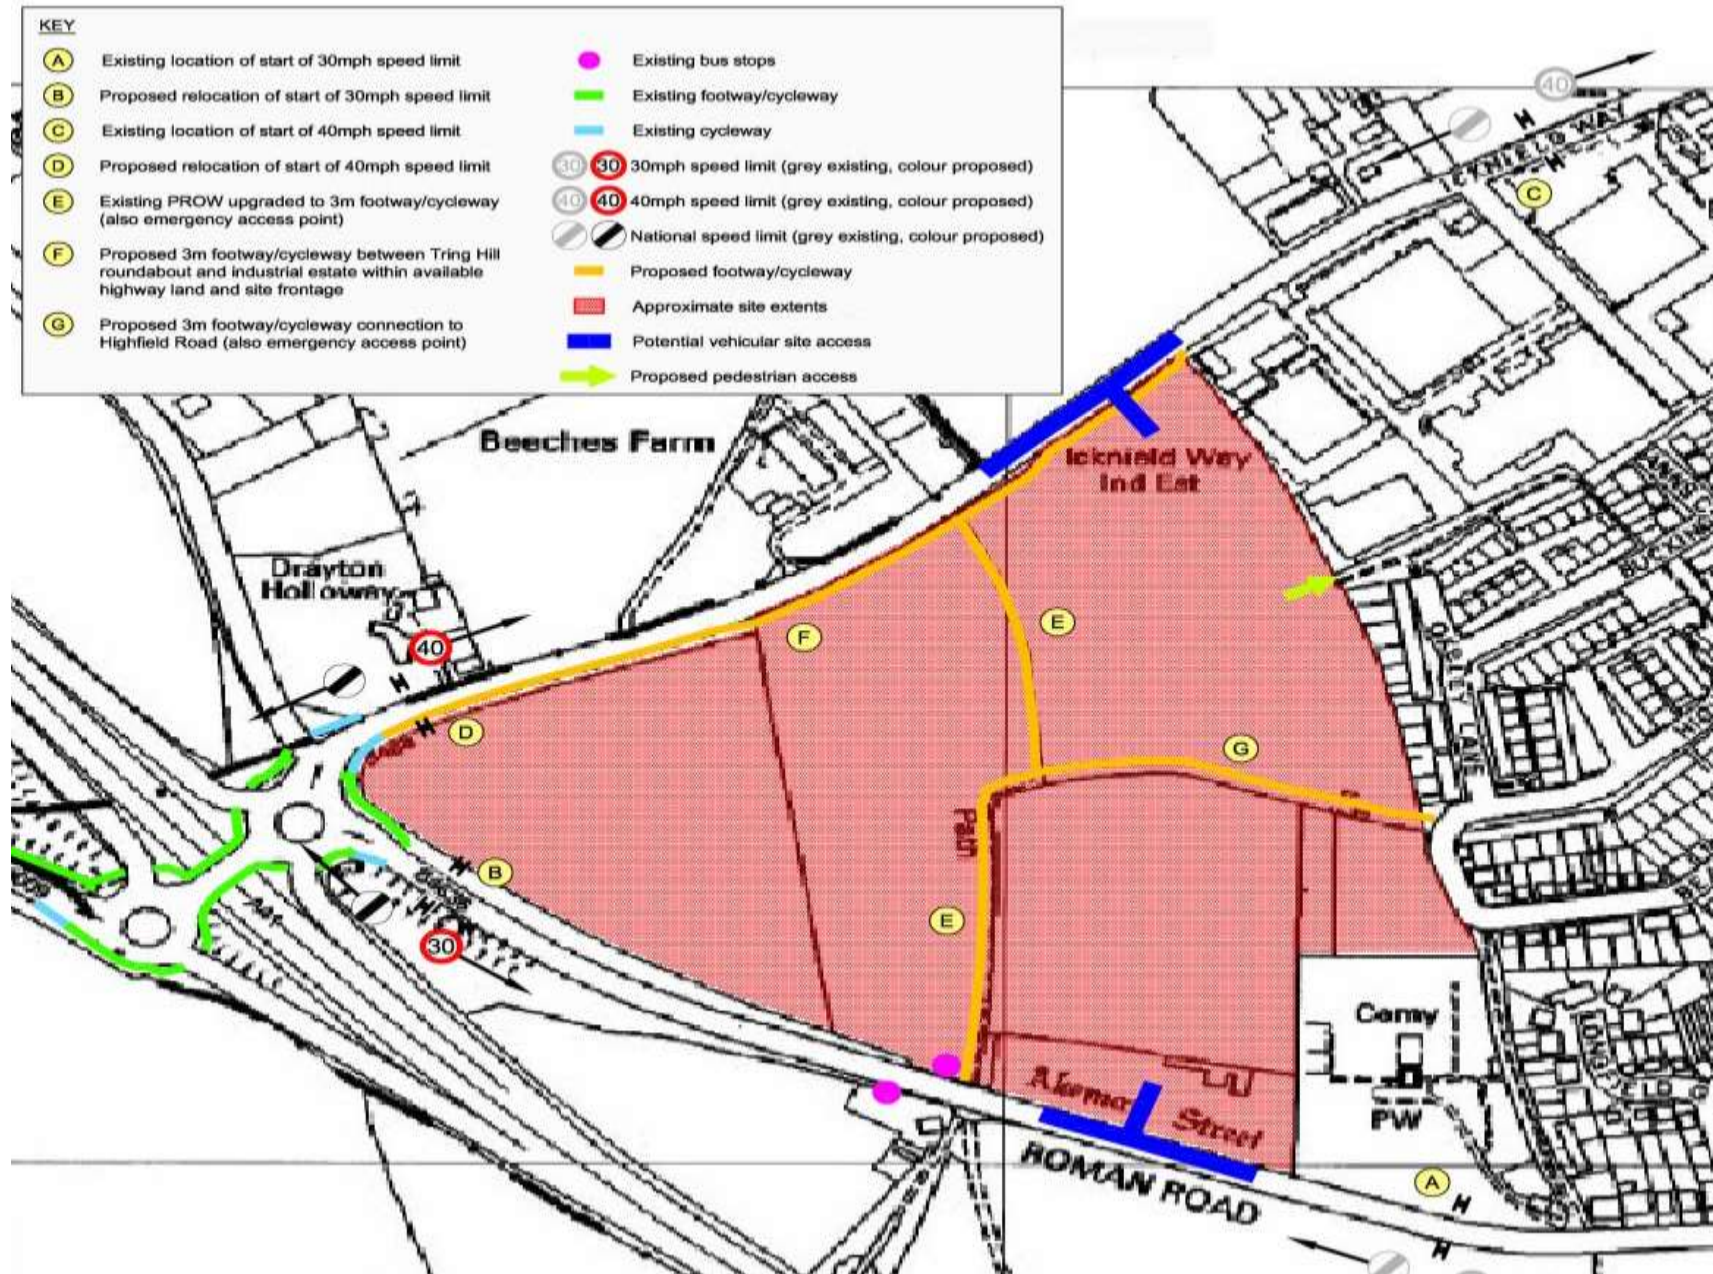 KEY
A Existing location of start of 30mph speed limit
B Proposed relocation of start of 30mph speed limit
C Existing location of start of 40mph speed limit
D Proposed relocation of start of 40mph speed limit
E Existing PROW upgraded to 3m footway/cycleway
(also emergency access point)
F Proposed 3m footway/cycleway between Tring Hill
roundabout and industrial estate within available
highway land and site frontage
G Proposed 3m footway/cycleway connection to
Highfield Road (also emergency access point)
Existing bus stops
Existing footway/cycleway
Existing cycleway
30 30 30mph speed limit (grey existing, colour proposed)
40 40 40mph speed limit (grey existing, colour proposed)
National speed limit (grey existing, colour proposed)
Proposed footway/cycleway
Approximate site extents
Potential vehicular site access
Proposed pedestrian access
40
C
Beeches Farm
Icknield Way
Ind Est
Drayton
Holloway
40
F
E
D
G
Path
B
E
A41
30
Cemy
PW
Akeman
Street
ROMAN ROAD
A